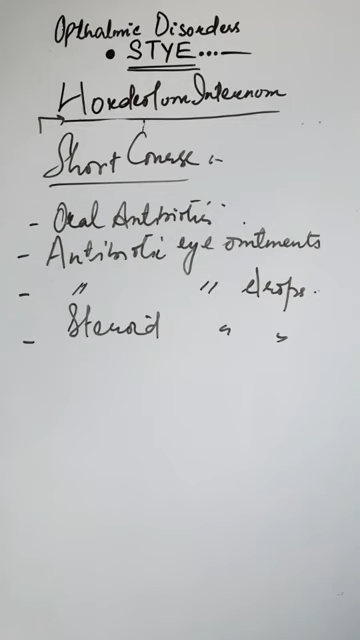 Opthalmic Disorders
• STYE...—
Hordeolum Internum
Short Course :-
- Oral Antibiotics.
- Antibiotic eye ointments
- " " drops.
- Steroid " "